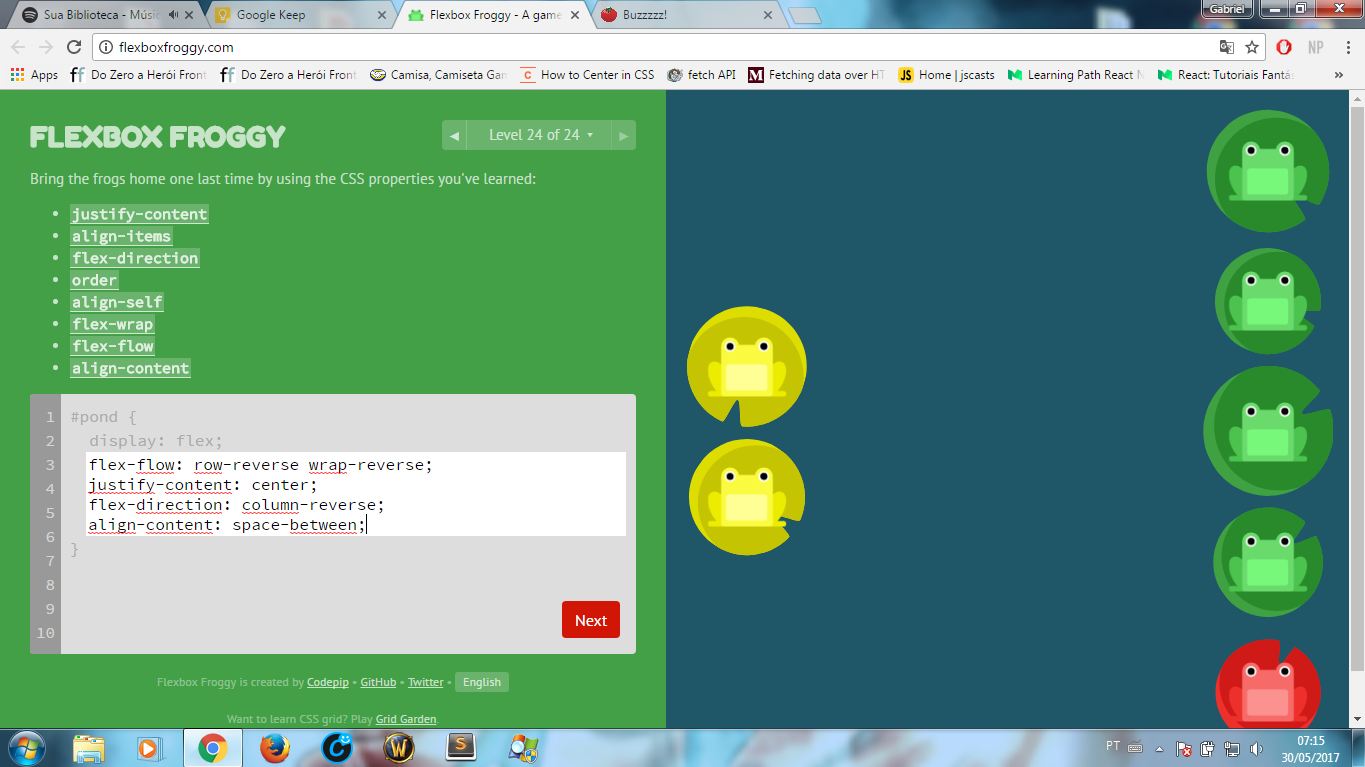 Sua Biblioteca - Músic
Google Keep
Flexbox Froggy - A game
Buzzzzz!
Gabriel
flexboxfroggy.com
NP
Apps
ff Do Zero a Herói Front
ff Do Zero a Herói Front
Camisa, Camiseta Gam
C How to Center in CSS
fetch API
M Fetching data over HT
JS Home | jscasts
Learning Path React N
React: Tutoriais Fantás
»
FLEXBOX FROGGY
◀ Level 24 of 24 ▾ ▶
Bring the frogs home one last time by using the CSS properties you've learned:
• justify-content
• align-items
• flex-direction
• order
• align-self
• flex-wrap
• flex-flow
• align-content
1
2
3
4
5
6
7
8
9
10
#pond {
display: flex;
flex-flow: row-reverse wrap-reverse;
justify-content: center;
flex-direction: column-reverse;
align-content: space-between;
}
Next
Flexbox Froggy is created by Codepip • GitHub • Twitter • English
Want to learn CSS grid? Play Grid Garden.
W
S
PT
07:15
30/05/2017